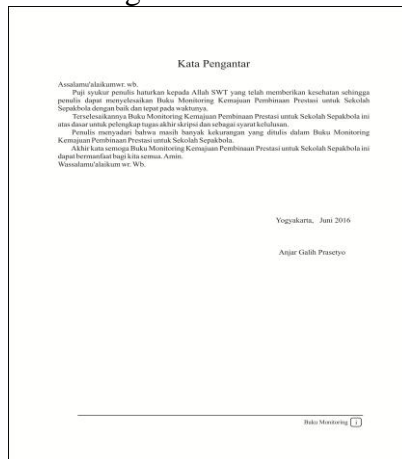 Kata Pengantar
Assalamu'alaikumwr. wb.
Puji syukur penulis haturkan kepada Allah SWT yang telah memberikan kesehatan sehingga
penulis dapat menyelesaikan Buku Monitoring Kemajuan Pembinaan Prestasi untuk Sekolah
Sepakbola dengan baik dan tepat pada waktunya.
Terselesaikannya Buku Monitoring Kemajuan Pembinaan Prestasi untuk Sekolah Sepakbola ini
atas dasar untuk pelengkap tugas akhir skripsi dan sebagai syarat kelulusan.
Penulis menyadari bahwa masih banyak kekurangan yang ditulis dalam Buku Monitoring
Kemajuan Pembinaan Prestasi untuk Sekolah Sepakbola.
Akhir kata semoga Buku Monitoring Kemajuan Pembinaan Prestasi untuk Sekolah Sepakbola ini
dapat bermanfaat bagi kita semua. Amin.
Wassalamu'alaikum wr. Wb.
Yogyakarta, Juni 2016
Anjar Galih Prasetyo
Buku Monitoring 1